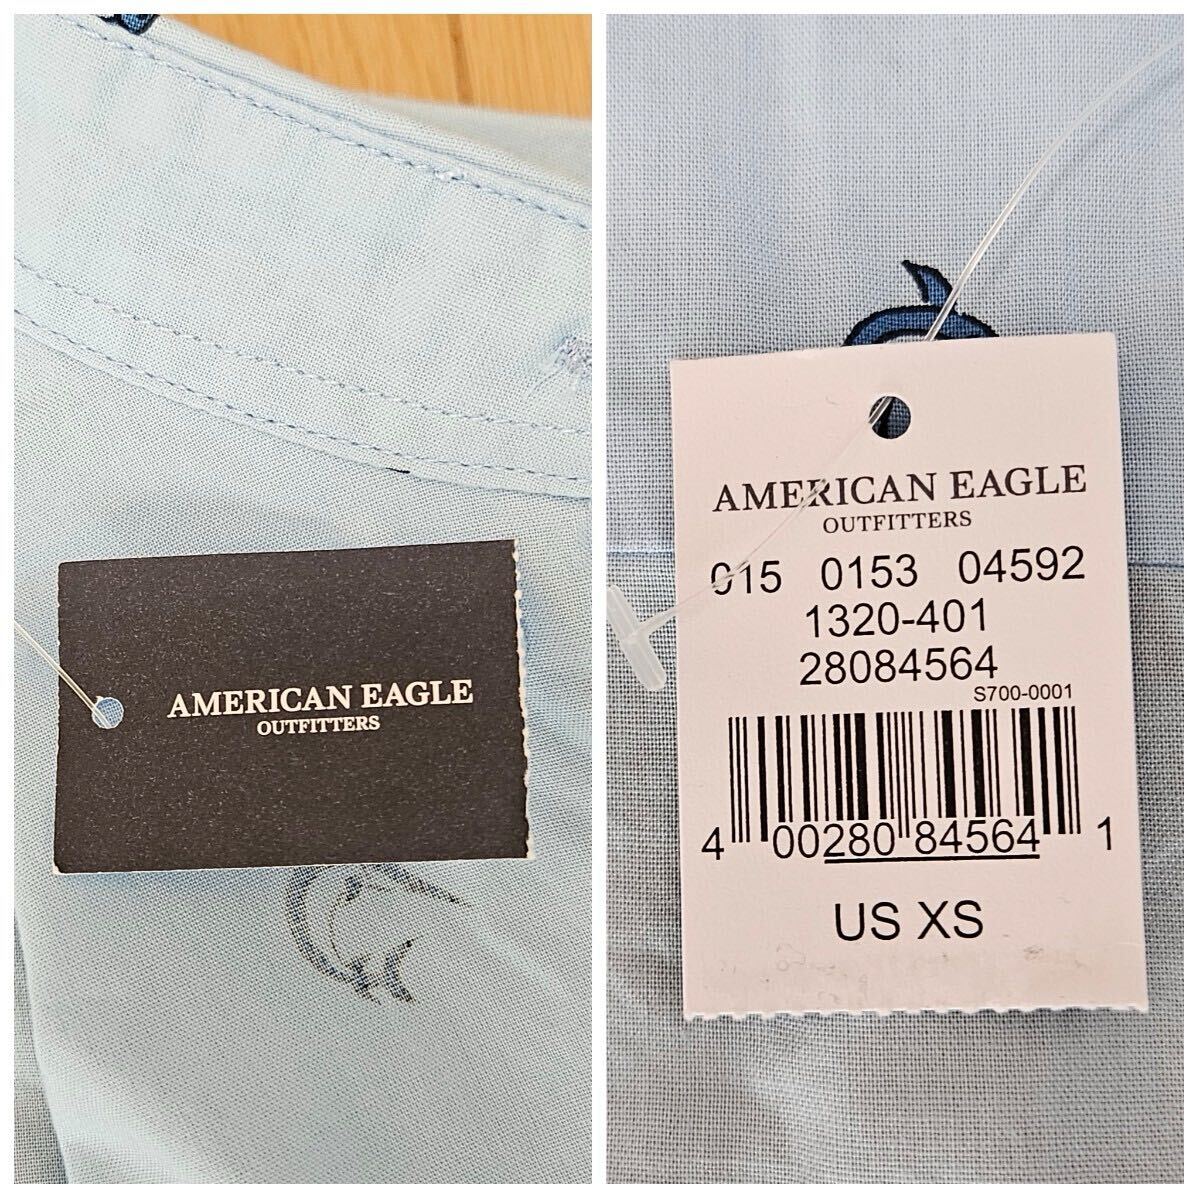 AMERICAN EAGLE
OUTFITTERS
AMERICAN EAGLE
OUTFITTERS
015 0153 04592
1320-401
28084564
S700-0001
4 00280 84564 1
US XS